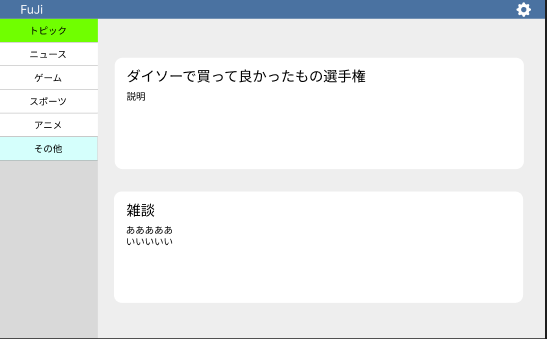 FuJi
トピック
ニュース
ゲーム
スポーツ
アニメ
その他
ダイソーで買って良かったもの選手権
説明
雑談
あああああ
いいいいい